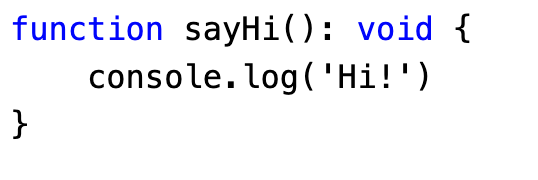 function sayHi(): void {
    console.log('Hi!')
}